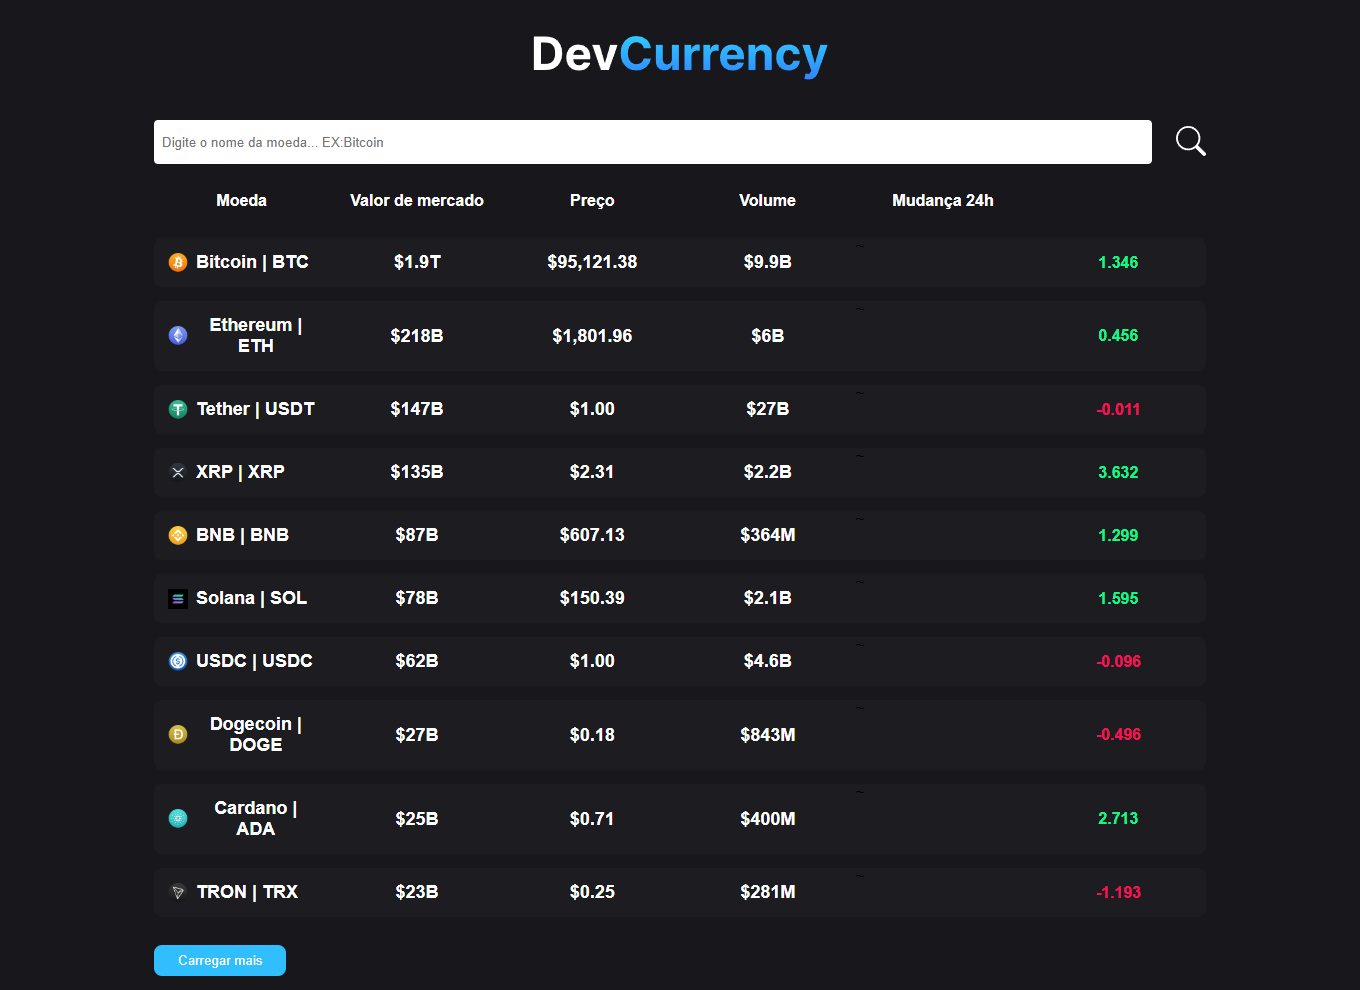 DevCurrency
Digite o nome da moeda... EX:Bitcoin
Moeda Valor de mercado Preço Volume Mudança 24h
~
Bitcoin | BTC $1.9T $95,121.38 $9.9B 1.346
~
Ethereum |
ETH $218B $1,801.96 $6B 0.456
~
Tether | USDT $147B $1.00 $27B -0.011
~
XRP | XRP $135B $2.31 $2.2B 3.632
~
BNB | BNB $87B $607.13 $364M 1.299
~
Solana | SOL $78B $150.39 $2.1B 1.595
~
USDC | USDC $62B $1.00 $4.6B -0.096
~
Dogecoin |
DOGE $27B $0.18 $843M -0.496
~
Cardano |
ADA $25B $0.71 $400M 2.713
~
TRON | TRX $23B $0.25 $281M -1.193
Carregar mais